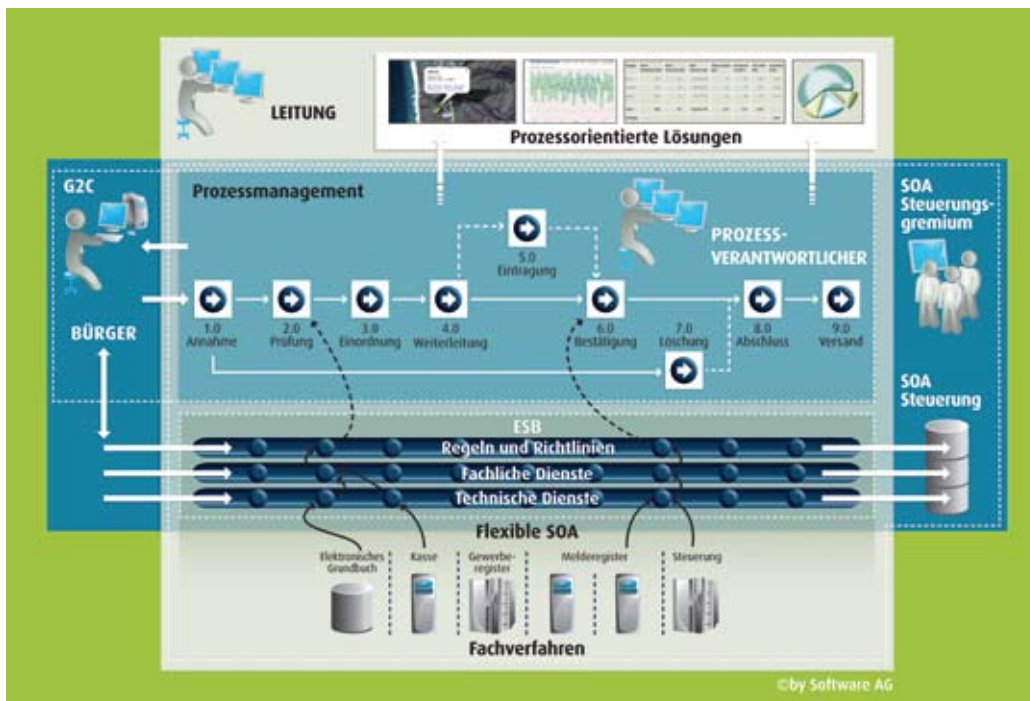 LEITUNG
Prozessorientierte Lösungen
G2C
Prozessmanagement
SOA
Steuerungs-
gremium
PROZESS-
VERANTWORTLICHER
5.0
Eintragung
BÜRGER
1.0
Annahme
2.0
Prüfung
3.0
Einordnung
4.0
Weiterleitung
6.0
Bestätigung
7.0
Löschung
8.0
Abschluss
9.0
Versand
SOA
Steuerung
ESB
Regeln und Richtlinien
Fachliche Dienste
Technische Dienste
Flexible SOA
Elektronisches
Grundbuch
Kasse
Gewerbe-
register
Melderegister
Steuerung
Fachverfahren
©by Software AG